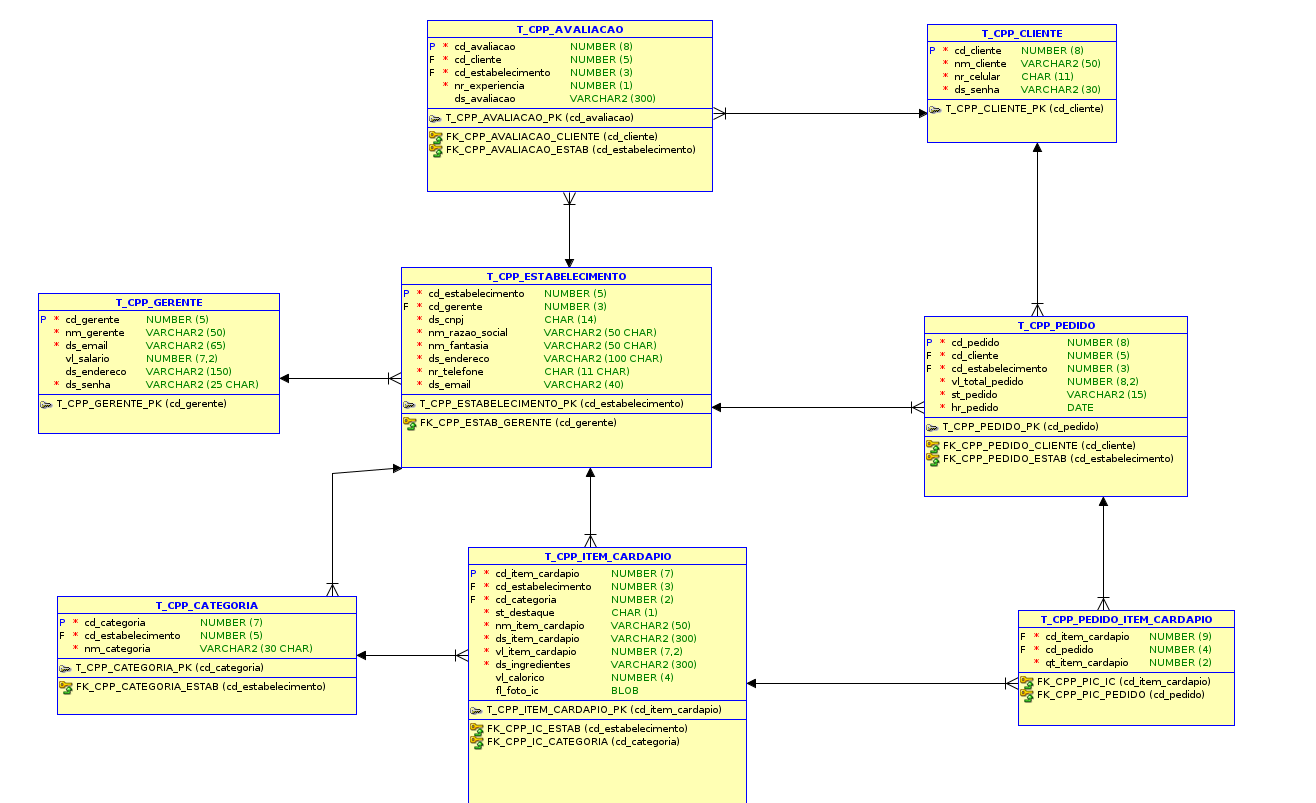 T_CPP_AVALIACAO
P * cd_avaliacao NUMBER (8)
F * cd_cliente NUMBER (5)
F * cd_estabelecimento NUMBER (3)
* nr_experiencia NUMBER (1)
ds_avaliacao VARCHAR2 (300)
T_CPP_AVALIACAO_PK (cd_avaliacao)
FK_CPP_AVALIACAO_CLIENTE (cd_cliente)
FK_CPP_AVALIACAO_ESTAB (cd_estabelecimento)
T_CPP_CLIENTE
P * cd_cliente NUMBER (8)
* nm_cliente VARCHAR2 (50)
* nr_celular CHAR (11)
* ds_senha VARCHAR2 (30)
T_CPP_CLIENTE_PK (cd_cliente)
T_CPP_GERENTE
P * cd_gerente NUMBER (5)
* nm_gerente VARCHAR2 (50)
* ds_email VARCHAR2 (65)
vl_salario NUMBER (7,2)
ds_endereco VARCHAR2 (150)
* ds_senha VARCHAR2 (25 CHAR)
T_CPP_GERENTE_PK (cd_gerente)
T_CPP_ESTABELECIMENTO
P * cd_estabelecimento NUMBER (5)
F * cd_gerente NUMBER (3)
* ds_cnpj CHAR (14)
* nm_razao_social VARCHAR2 (50 CHAR)
* nm_fantasia VARCHAR2 (50 CHAR)
* ds_endereco VARCHAR2 (100 CHAR)
* nr_telefone CHAR (11 CHAR)
* ds_email VARCHAR2 (40)
T_CPP_ESTABELECIMENTO_PK (cd_estabelecimento)
FK_CPP_ESTAB_GERENTE (cd_gerente)
T_CPP_PEDIDO
P * cd_pedido NUMBER (8)
F * cd_cliente NUMBER (5)
F * cd_estabelecimento NUMBER (3)
* vl_total_pedido NUMBER (8,2)
* st_pedido VARCHAR2 (15)
* hr_pedido DATE
T_CPP_PEDIDO_PK (cd_pedido)
FK_CPP_PEDIDO_CLIENTE (cd_cliente)
FK_CPP_PEDIDO_ESTAB (cd_estabelecimento)
T_CPP_CATEGORIA
P * cd_categoria NUMBER (7)
F * cd_estabelecimento NUMBER (5)
* nm_categoria VARCHAR2 (30 CHAR)
T_CPP_CATEGORIA_PK (cd_categoria)
FK_CPP_CATEGORIA_ESTAB (cd_estabelecimento)
T_CPP_ITEM_CARDAPIO
P * cd_item_cardapio NUMBER (7)
F * cd_estabelecimento NUMBER (3)
F * cd_categoria NUMBER (2)
* st_destaque CHAR (1)
* nm_item_cardapio VARCHAR2 (50)
* ds_item_cardapio VARCHAR2 (300)
* vl_item_cardapio NUMBER (7,2)
* ds_ingredientes VARCHAR2 (300)
vl_calorico NUMBER (4)
fl_foto_ic BLOB
T_CPP_ITEM_CARDAPIO_PK (cd_item_cardapio)
FK_CPP_IC_ESTAB (cd_estabelecimento)
FK_CPP_IC_CATEGORIA (cd_categoria)
T_CPP_PEDIDO_ITEM_CARDAPIO
F * cd_item_cardapio NUMBER (9)
F * cd_pedido NUMBER (4)
* qt_item_cardapio NUMBER (2)
FK_CPP_PIC_IC (cd_item_cardapio)
FK_CPP_PIC_PEDIDO (cd_pedido)